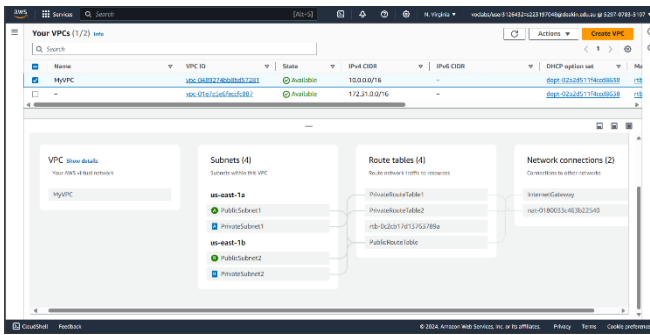 aws Services Search [Alt+S] N. Virginia
Your VPCs (1/2) Info Actions Create VPC
Search 1
Name VPC ID State IPv4 CIDR IPv6 CIDR DHCP option set
MyVPC Available 10.0.0.0/16 –
– Available 172.31.0.0/16 –
VPC Show details Subnets (4) Route tables (4) Network connections (2)
Your AWS virtual network Subnets within this VPC Route network traffic to resources Connections to other networks
MyVPC us-east-1a PrivateRouteTable1 InternetGateway
PublicSubnet1 PrivateRouteTable2
PrivateSubnet1
us-east-1b PublicRouteTable
PublicSubnet2
PrivateSubnet2
CloudShell Feedback © 2024, Amazon Web Services, Inc. or its affiliates. Privacy Terms Cookie preferences